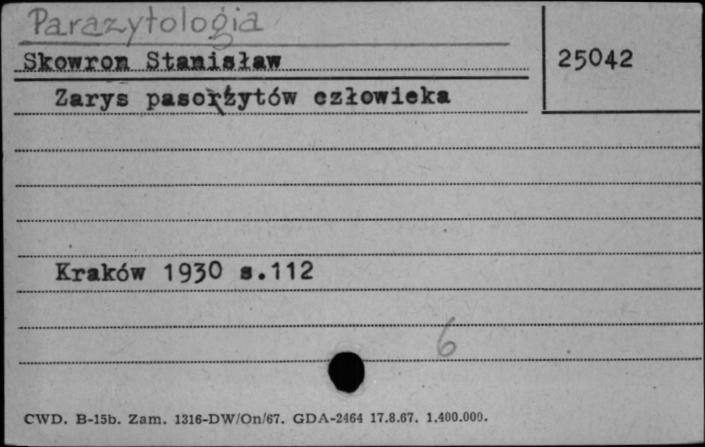 Parazytologia
Skowron Stanisław
25042
Zarys pasorzytów człowieka
Kraków 1930 s.112
6
CWD. B-15b. Zam. 1316-DW/On/67. GDA-2464 17.8.67. 1.400.000.